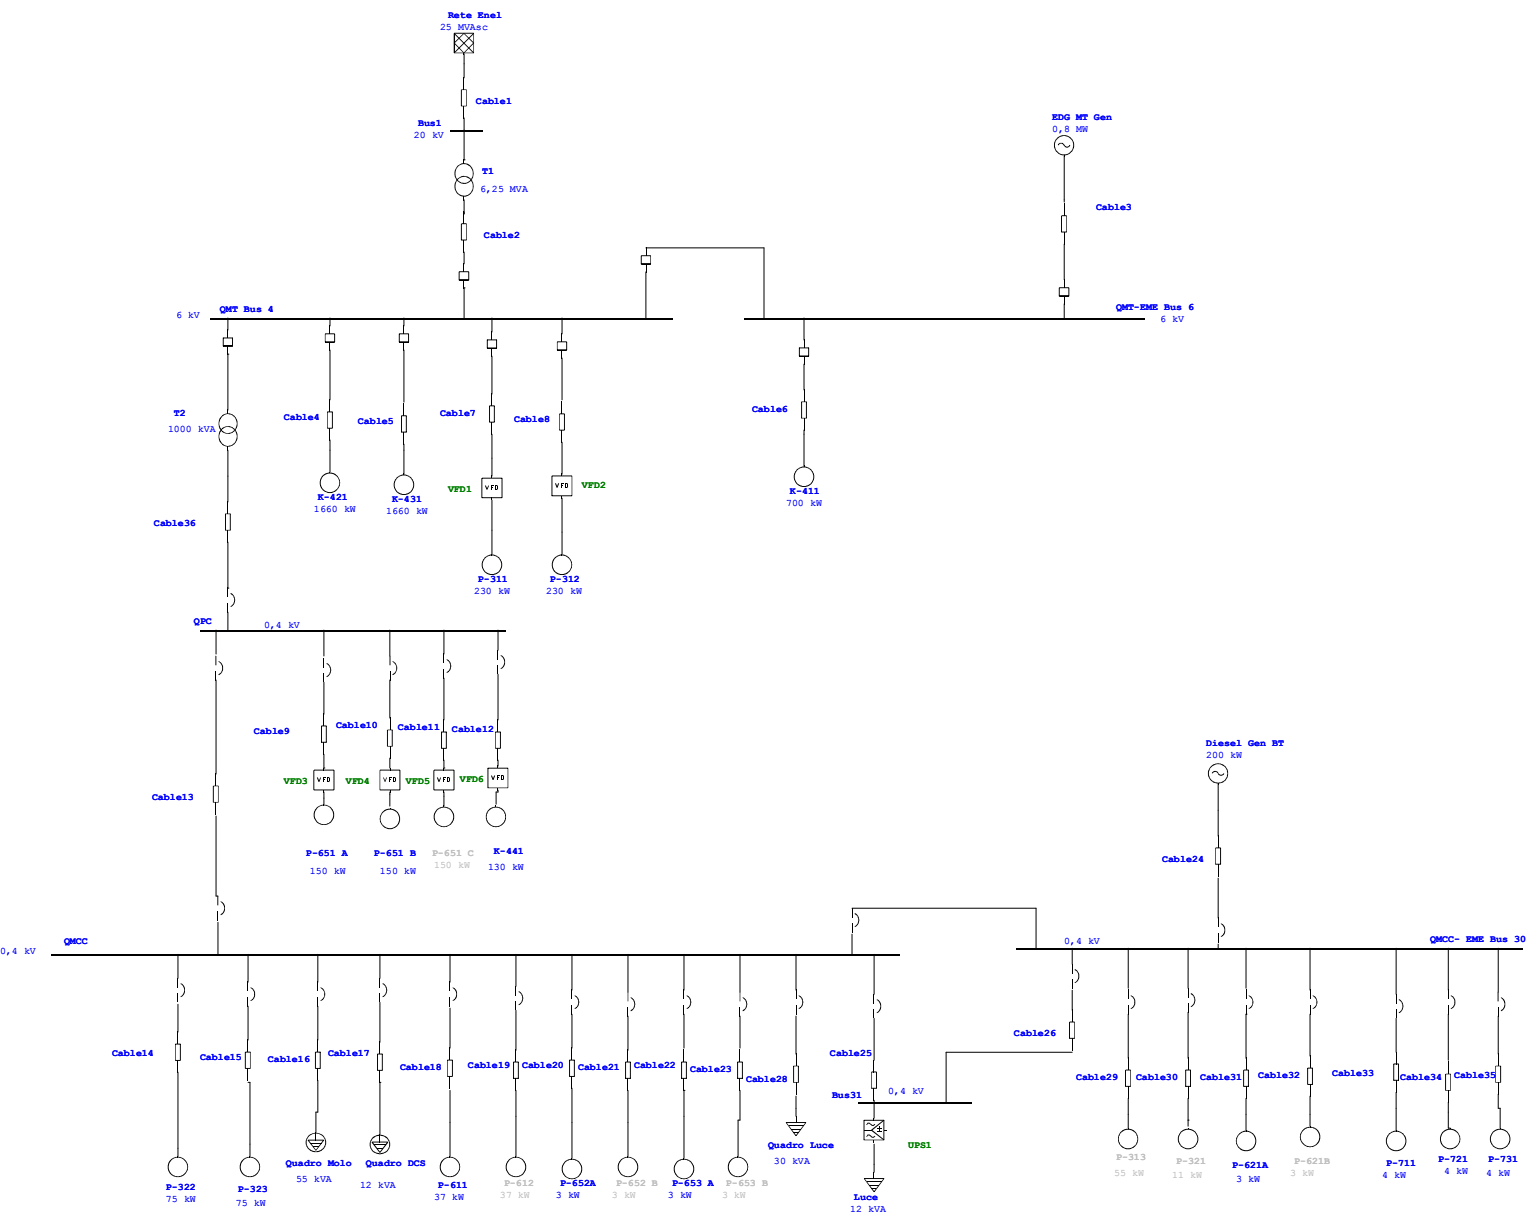 Rete Enel
25 MVAsc
Cable1
Bus1
20 kV
EDG MT Gen
0,8 MW
T1
6,25 MVA
Cable3
Cable2
QMT Bus 4
6 kV
QMT-EME Bus 6
6 kV
T2
1000 kVA
Cable4
Cable5
Cable7
Cable8
Cable6
VFD1
VFD
VFD
VFD2
K-421
1660 kW
K-431
1660 kW
K-411
700 kW
Cable36
P-311
230 kW
P-312
230 kW
QPC
0,4 kV
Cable9
Cable10
Cable11
Cable12
VFD3
VFD
VFD4
VFD
VFD5
VFD
VFD6
VFD
Cable13
P-651 A
150 kW
P-651 B
150 kW
P-651 C
150 kW
K-441
130 kW
Diesel Gen BT
200 kW
Cable24
QMCC
0,4 kV
0,4 kV
QMCC- EME Bus 30
Cable14
Cable15
Cable16
Cable17
Cable18
Cable19
Cable20
Cable21
Cable22
Cable23
Cable28
Cable25
Cable26
Cable29
Cable30
Cable31
Cable32
Cable33
Cable34
Cable35
Bus31
0,4 kV
UPS1
P-322
75 kW
P-323
75 kW
Quadro Molo
55 kVA
Quadro DCS
12 kVA
P-611
37 kW
P-612
37 kW
P-652A
3 kW
P-652 B
3 kW
P-653 A
3 kW
P-653 B
3 kW
Quadro Luce
30 kVA
Luce
12 kVA
P-313
55 kW
P-321
11 kW
P-621A
3 kW
P-621B
3 kW
P-711
4 kW
P-721
4 kW
P-731
4 kW